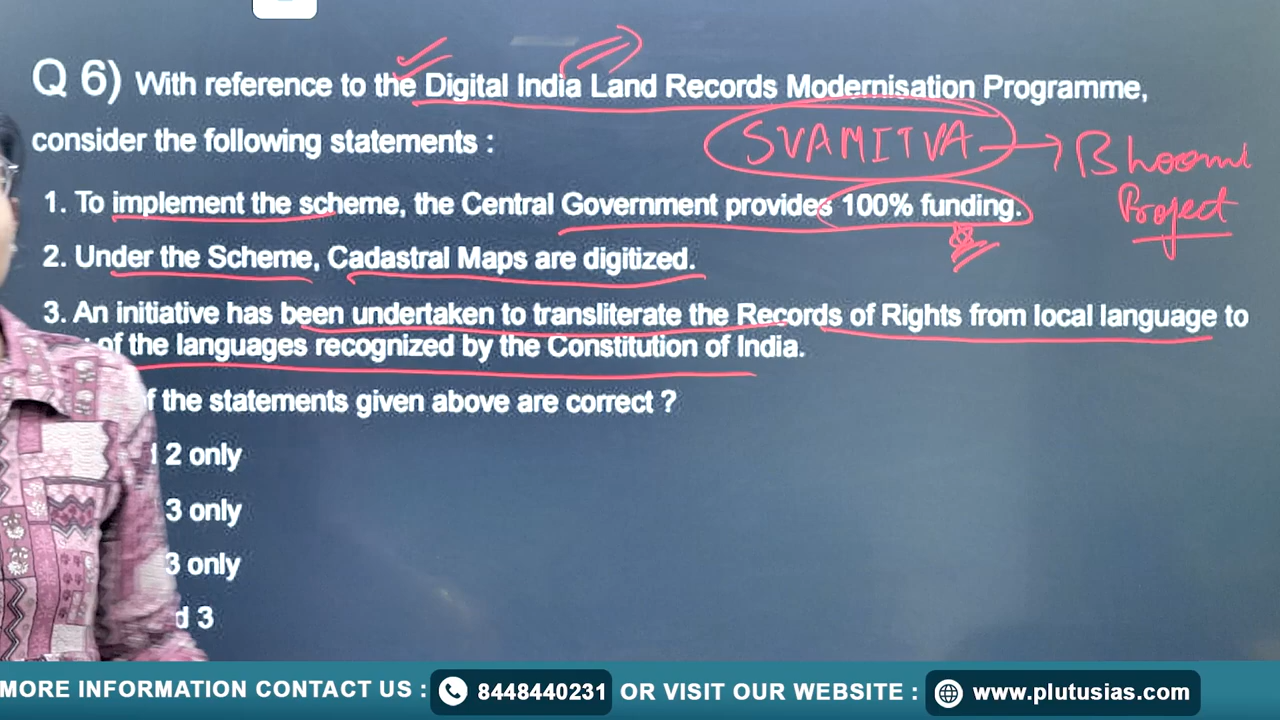 Q 6) With reference to the Digital India Land Records Modernisation Programme,
consider the following statements :
SVAMITVA → Bhoomi
Project
1. To implement the scheme, the Central Government provides 100% funding.
2. Under the Scheme, Cadastral Maps are digitized.
3. An initiative has been undertaken to transliterate the Records of Rights from local language to
of the languages recognized by the Constitution of India.
of the statements given above are correct ?
2 only
3 only
3 only
3
MORE INFORMATION CONTACT US : 8448440231 OR VISIT OUR WEBSITE : www.plutusias.com